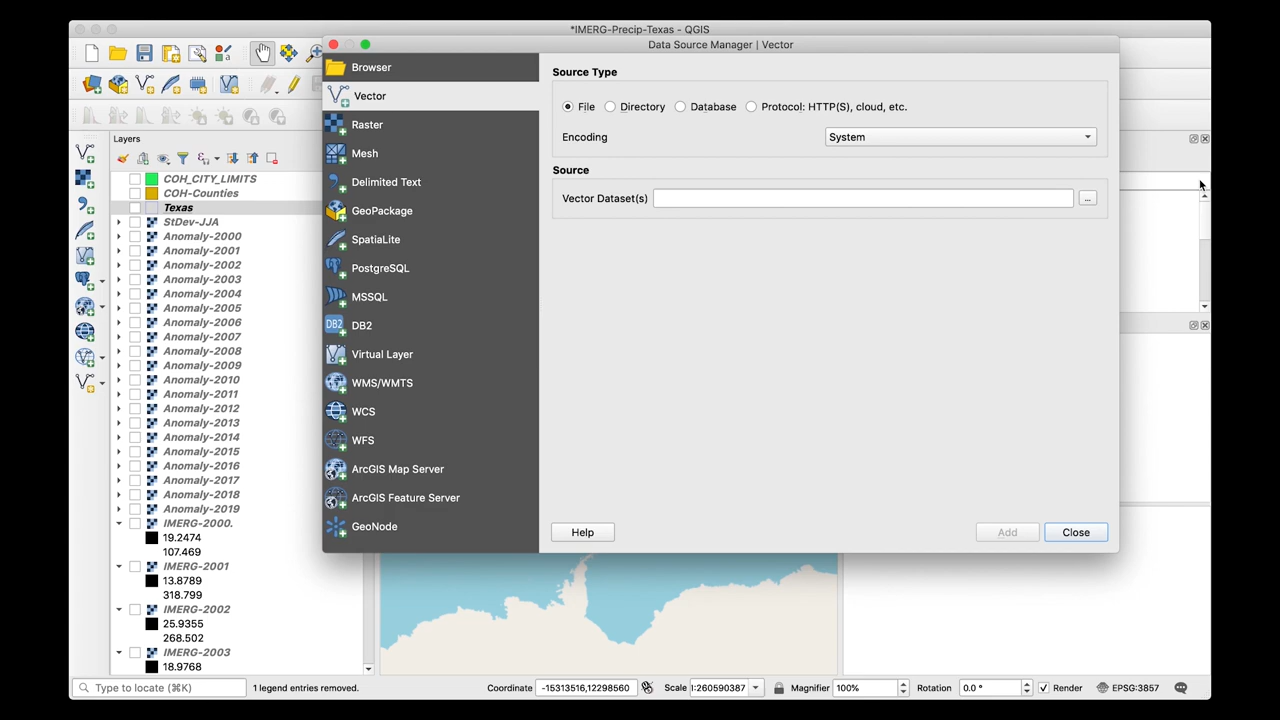 *IMERG-Precip-Texas - QGIS
Data Source Manager | Vector
Browser
Vector
Raster
Mesh
Delimited Text
GeoPackage
SpatiaLite
PostgreSQL
MSSQL
DB2
DB2
Virtual Layer
WMS/WMTS
WCS
WFS
ArcGIS Map Server
ArcGIS Feature Server
GeoNode
Source Type
File
Directory
Database
Protocol: HTTP(S), cloud, etc.
Encoding
System
Source
Vector Dataset(s)
...
Help
Add
Close
Layers
COH_CITY_LIMITS
COH-Counties
Texas
StDev-JJA
Anomaly-2000
Anomaly-2001
Anomaly-2002
Anomaly-2003
Anomaly-2004
Anomaly-2005
Anomaly-2006
Anomaly-2007
Anomaly-2008
Anomaly-2009
Anomaly-2010
Anomaly-2011
Anomaly-2012
Anomaly-2013
Anomaly-2014
Anomaly-2015
Anomaly-2016
Anomaly-2017
Anomaly-2018
Anomaly-2019
IMERG-2000.
19.2474
107.469
IMERG-2001
13.8789
318.799
IMERG-2002
25.9355
268.502
IMERG-2003
18.9768
Type to locate (⌘K)
1 legend entries removed.
Coordinate
-15313516,12298560
Scale
1:260590387
Magnifier
100%
Rotation
0.0 °
Render
EPSG:3857